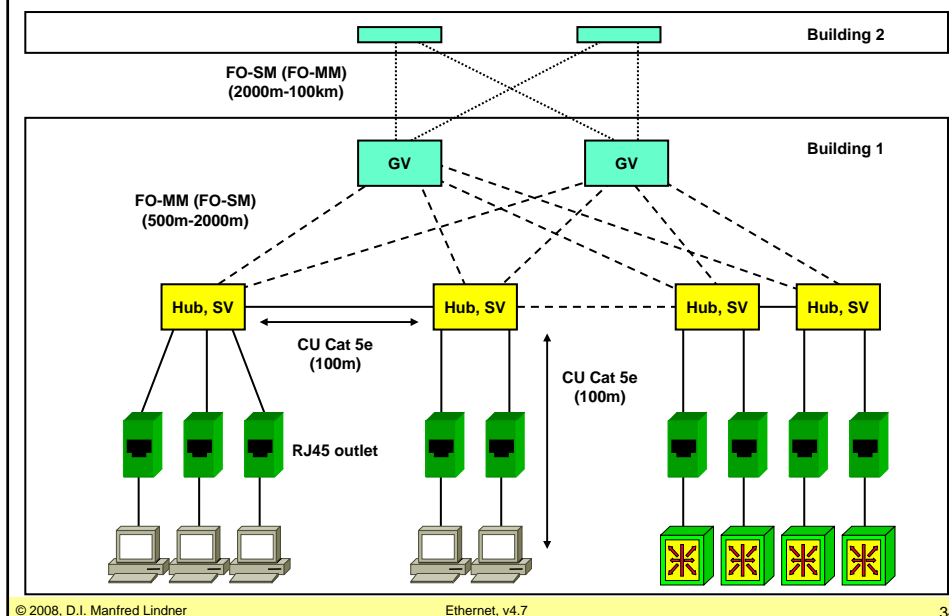 Building 2
FO-SM (FO-MM)
(2000m-100km)
Building 1
GV
GV
FO-MM (FO-SM)
(500m-2000m)
Hub, SV
Hub, SV
Hub, SV
Hub, SV
CU Cat 5e
(100m)
CU Cat 5e
(100m)
RJ45 outlet
© 2008, D.I. Manfred Lindner
Ethernet, v4.7
3